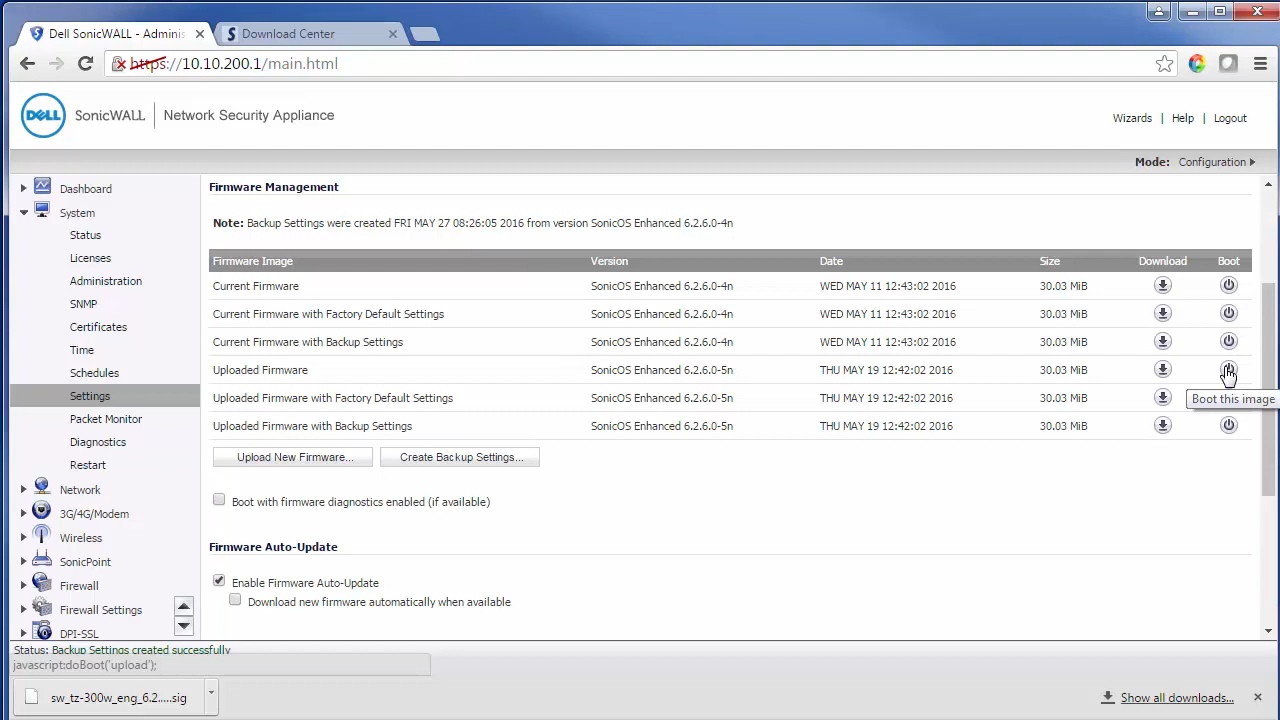 Dell SonicWALL - Adminis
Download Center
https://10.10.200.1/main.html
DELL SonicWALL Network Security Appliance
Wizards | Help | Logout
Mode: Configuration
Dashboard
System
Status
Licenses
Administration
SNMP
Certificates
Time
Schedules
Settings
Packet Monitor
Diagnostics
Restart
Network
3G/4G/Modem
Wireless
SonicPoint
Firewall
Firewall Settings
DPI-SSL
Firmware Management
Note: Backup Settings were created FRI MAY 27 08:26:05 2016 from version SonicOS Enhanced 6.2.6.0-4n
Firmware Image Version Date Size Download Boot
Current Firmware SonicOS Enhanced 6.2.6.0-4n WED MAY 11 12:43:02 2016 30.03 MiB
Current Firmware with Factory Default Settings SonicOS Enhanced 6.2.6.0-4n WED MAY 11 12:43:02 2016 30.03 MiB
Current Firmware with Backup Settings SonicOS Enhanced 6.2.6.0-4n WED MAY 11 12:43:02 2016 30.03 MiB
Uploaded Firmware SonicOS Enhanced 6.2.6.0-5n THU MAY 19 12:42:02 2016 30.03 MiB
Uploaded Firmware with Factory Default Settings SonicOS Enhanced 6.2.6.0-5n THU MAY 19 12:42:02 2016 30.03 MiB
Boot this image
Uploaded Firmware with Backup Settings SonicOS Enhanced 6.2.6.0-5n THU MAY 19 12:42:02 2016 30.03 MiB
Upload New Firmware... Create Backup Settings...
Boot with firmware diagnostics enabled (if available)
Firmware Auto-Update
Enable Firmware Auto-Update
Download new firmware automatically when available
Status: Backup Settings created successfully
javascript:doBoot('upload');
sw_tz-300w_eng_6.2.....sig
Show all downloads...